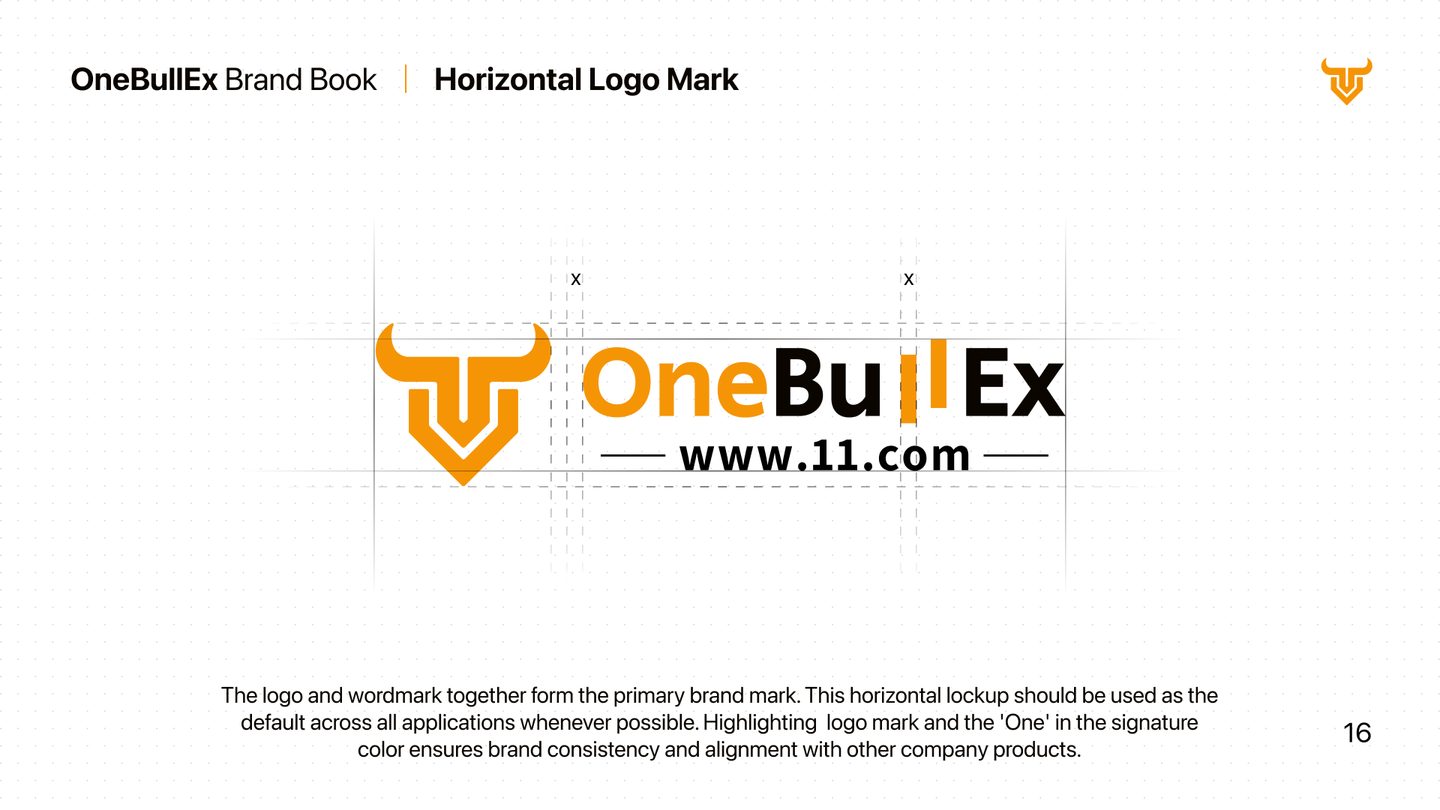 OneBullEx Brand Book | Horizontal Logo Mark
x x
OneBullEx
www.11.com
The logo and wordmark together form the primary brand mark. This horizontal lockup should be used as the
default across all applications whenever possible. Highlighting  logo mark and the 'One' in the signature
color ensures brand consistency and alignment with other company products.
16